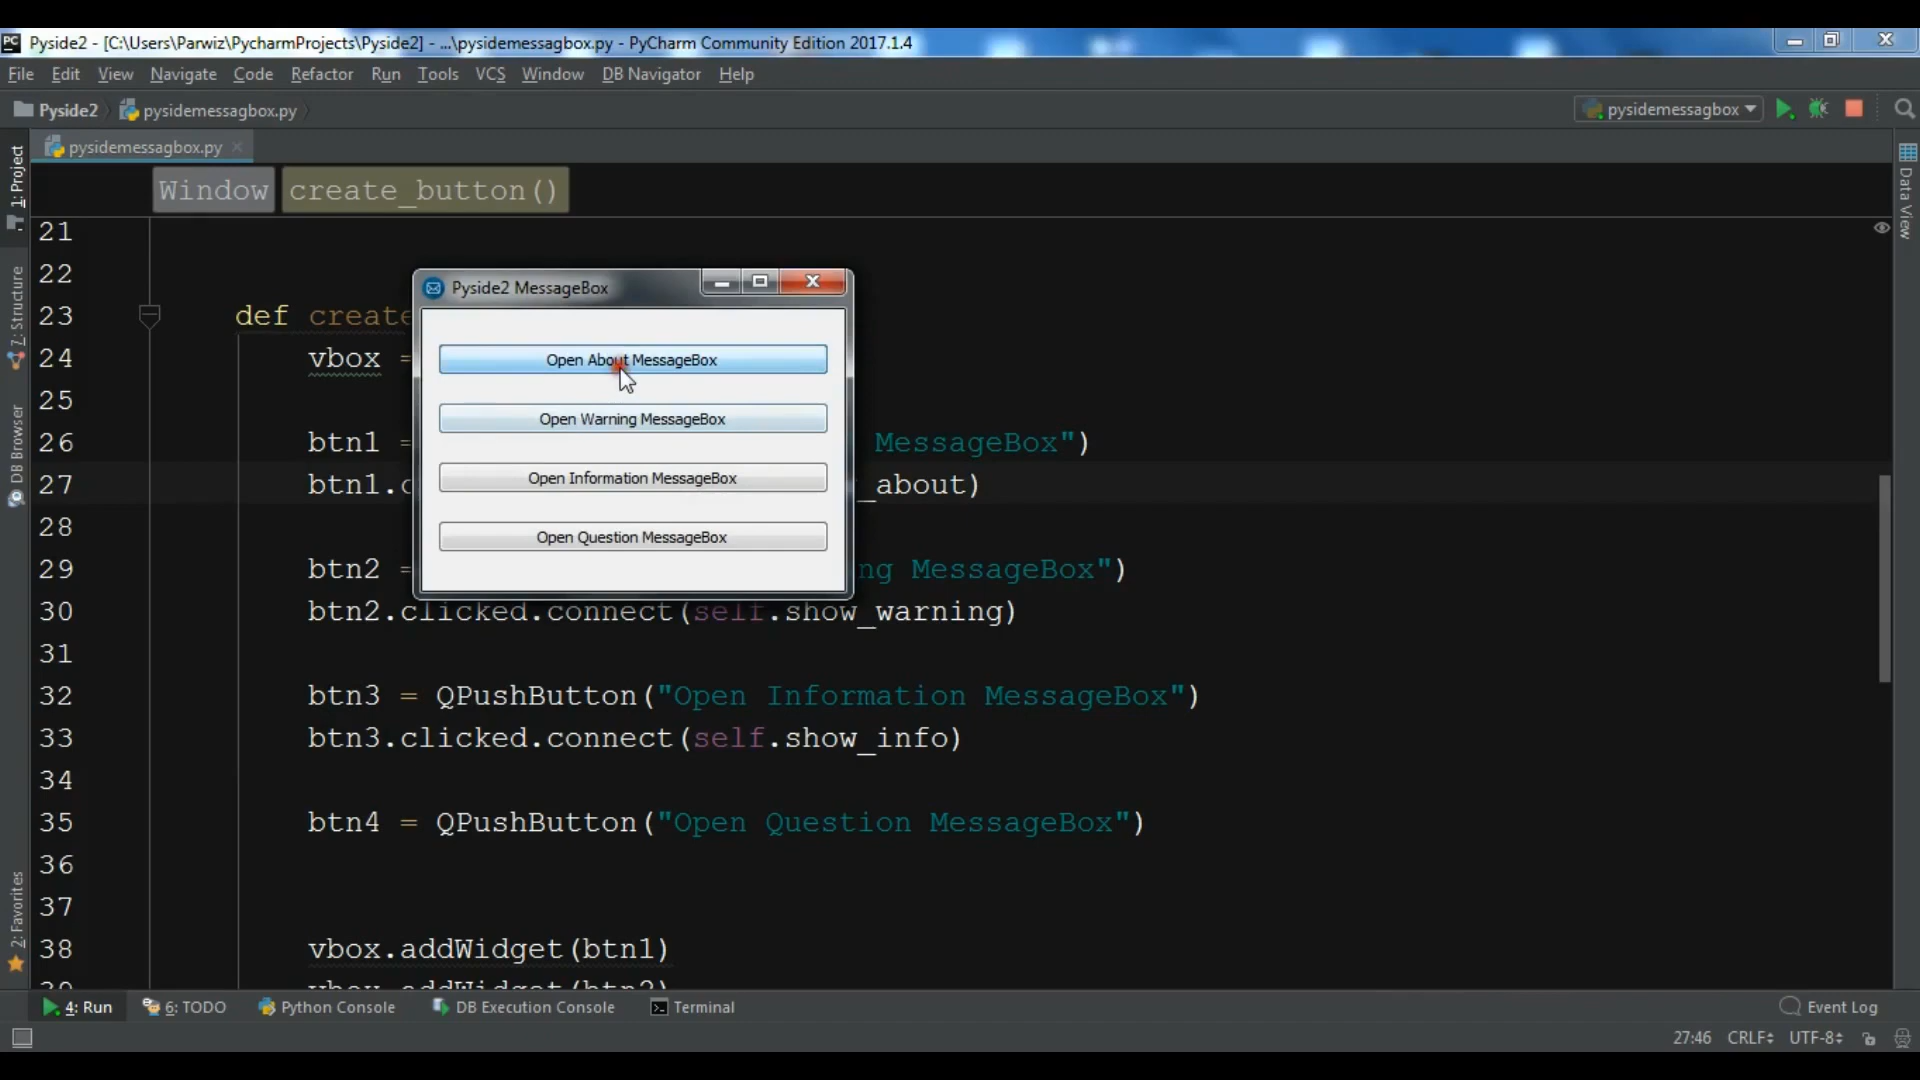 Pyside2 - [C:\Users\Parwiz\PycharmProjects\Pyside2] - ...\pysidemessagbox.py - PyCharm Community Edition 2017.1.4
File Edit View Navigate Code Refactor Run Tools VCS Window DB Navigator Help
Pyside2 pysidemessagbox.py pysidemessagbox
pysidemessagbox.py
1: Project
7: Structure
DB Browser
2: Favorites
Data View
Window create_button()
21
22
23 def create
24 vbox =
25
26 btn1 = MessageBox")
27 btn1.c _about)
28
29 btn2 = ng MessageBox")
30 btn2.clicked.connect(self.show_warning)
31
32 btn3 = QPushButton("Open Information MessageBox")
33 btn3.clicked.connect(self.show_info)
34
35 btn4 = QPushButton("Open Question MessageBox")
36
37
38 vbox.addWidget(btn1)
39 vbox.addWidget(btn2)
Pyside2 MessageBox
Open About MessageBox
Open Warning MessageBox
Open Information MessageBox
Open Question MessageBox
4: Run 6: TODO Python Console DB Execution Console Terminal Event Log
27:46 CRLF UTF-8